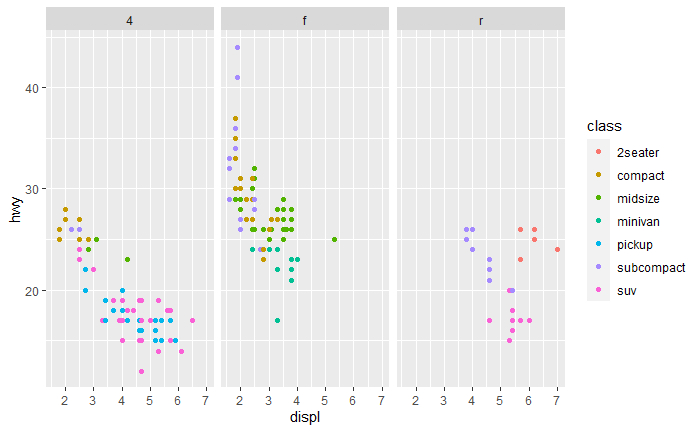 4 f r
hwy
40
30
20
2 3 4 5 6 7 2 3 4 5 6 7 2 3 4 5 6 7
displ
class
2seater
compact
midsize
minivan
pickup
subcompact
suv